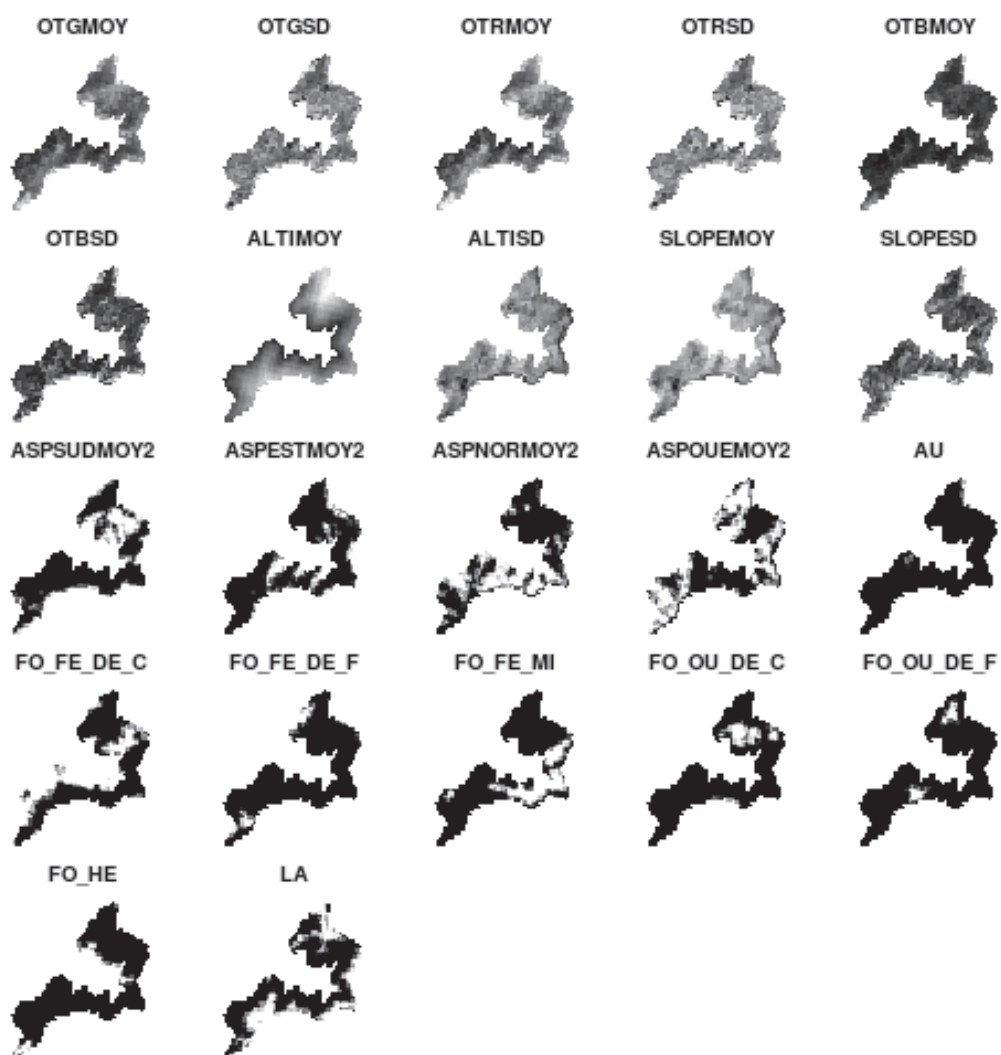 OTGMOY OTGSD OTRMOY OTRSD OTBMOY
OTBSD ALTIMOY ALTISD SLOPEMOY SLOPESD
ASPSUDMOY2 ASPESTMOY2 ASPNORMOY2 ASPOUEMOY2 AU
FO_FE_DE_C FO_FE_DE_F FO_FE_MI FO_OU_DE_C FO_OU_DE_F
FO_HE LA